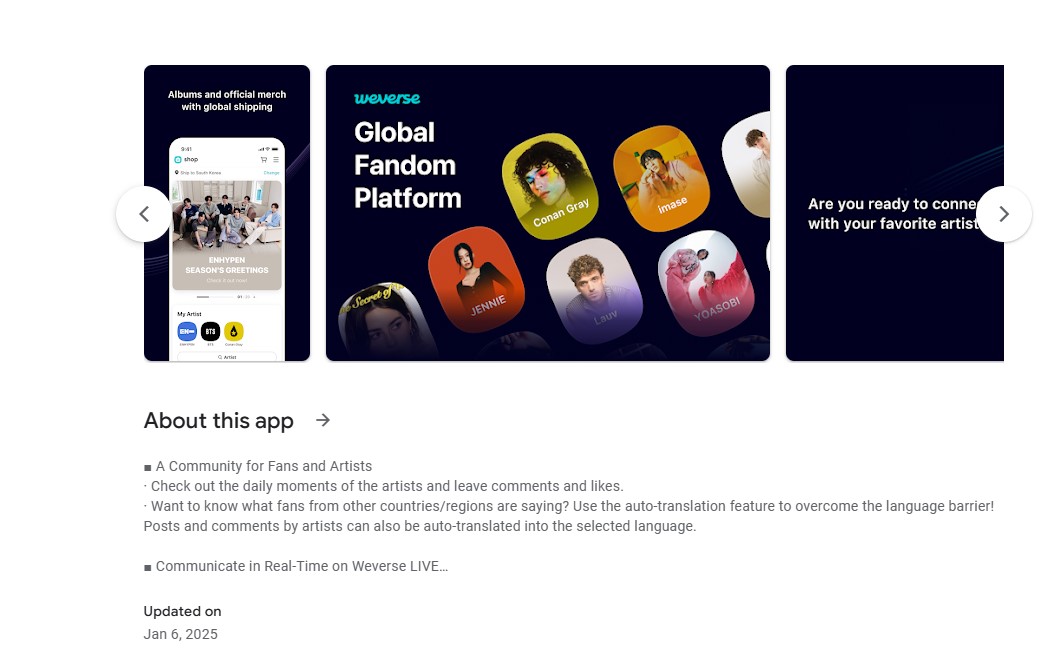 Albums and official merch
with global shipping
9:41
shop
Ship to South Korea
Change
ENHYPEN
SEASON'S GREETINGS
Check it out now!
My Artist
EN-
BTS
BTS
Artist
weverse
Global
Fandom
Platform
Conan Gray
imase
JENNIE
Lauv
YOASOBI
Secret of
Are you ready to conne
with your favorite artist
About this app
■ A Community for Fans and Artists
· Check out the daily moments of the artists and leave comments and likes.
· Want to know what fans from other countries/regions are saying? Use the auto-translation feature to overcome the language barrier!
Posts and comments by artists can also be auto-translated into the selected language.
■ Communicate in Real-Time on Weverse LIVE…
Updated on
Jan 6, 2025